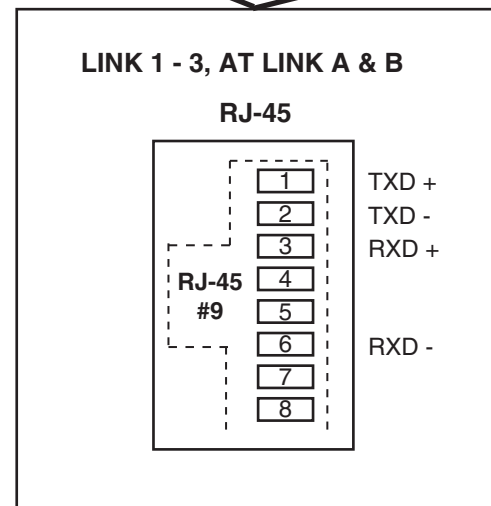 LINK 1 - 3, AT LINK A & B
RJ-45
1 TXD +
2 TXD -
3 RXD +
RJ-45 4
#9 5
6 RXD -
7
8